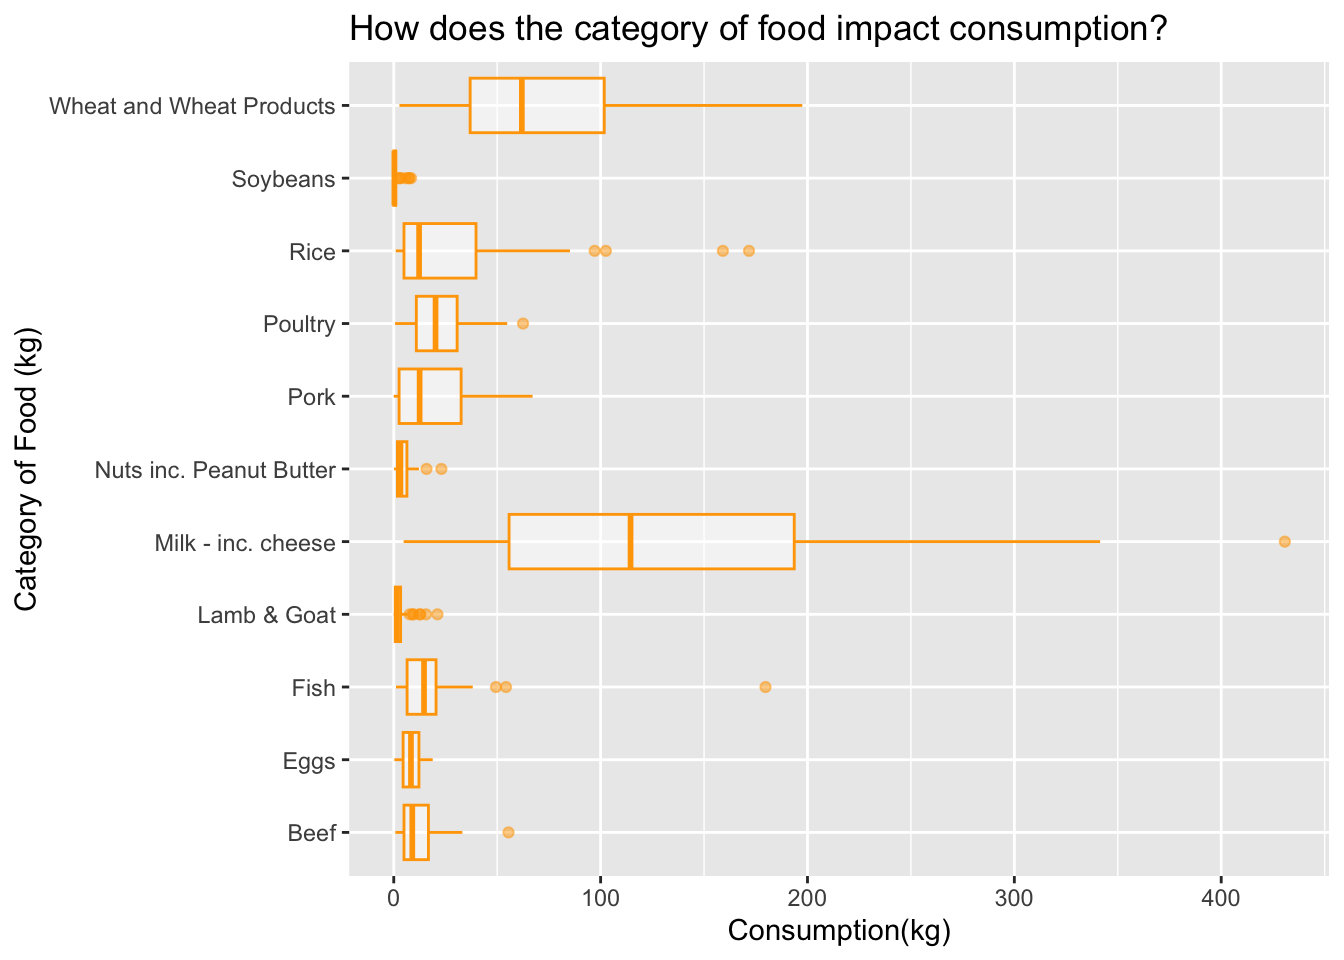 How does the category of food impact consumption?
Category of Food (kg)
Wheat and Wheat Products
Soybeans
Rice
Poultry
Pork
Nuts inc. Peanut Butter
Milk - inc. cheese
Lamb & Goat
Fish
Eggs
Beef
0 100 200 300 400
Consumption(kg)